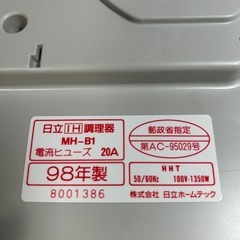 日立IH調理器
MH-B1
電流ヒューズ 20A
98年製
8001386
郵政省指定
第AC-95029号
HHT
50/60Hz 100V-1350W
株式会社 日立ホームテック